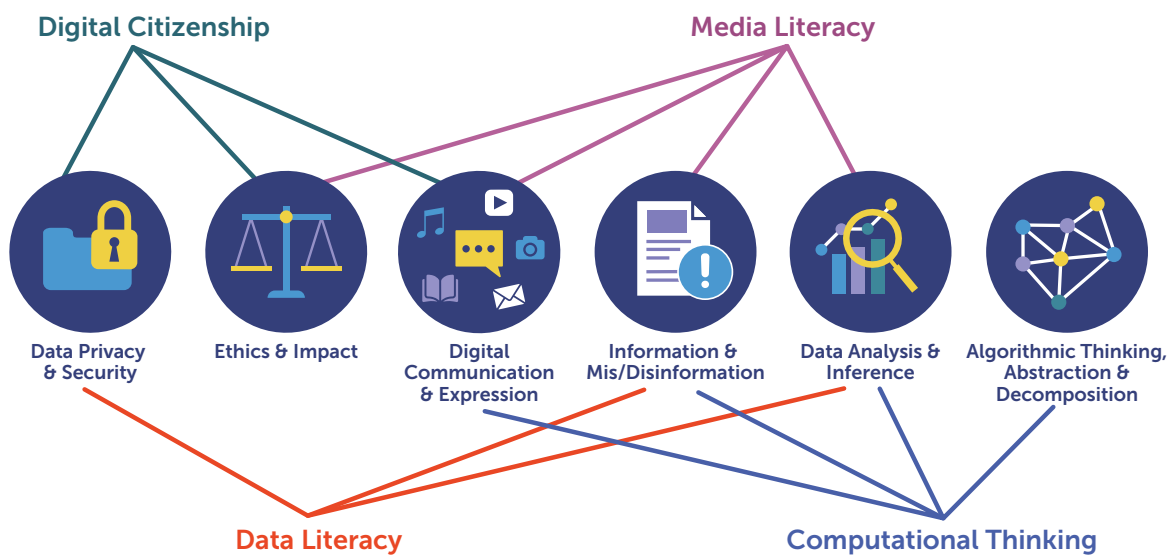 Digital Citizenship
Media Literacy
Data Privacy
& Security
Ethics & Impact
Digital
Communication
& Expression
Information &
Mis/Disinformation
Data Analysis &
Inference
Algorithmic Thinking,
Abstraction &
Decomposition
Data Literacy
Computational Thinking